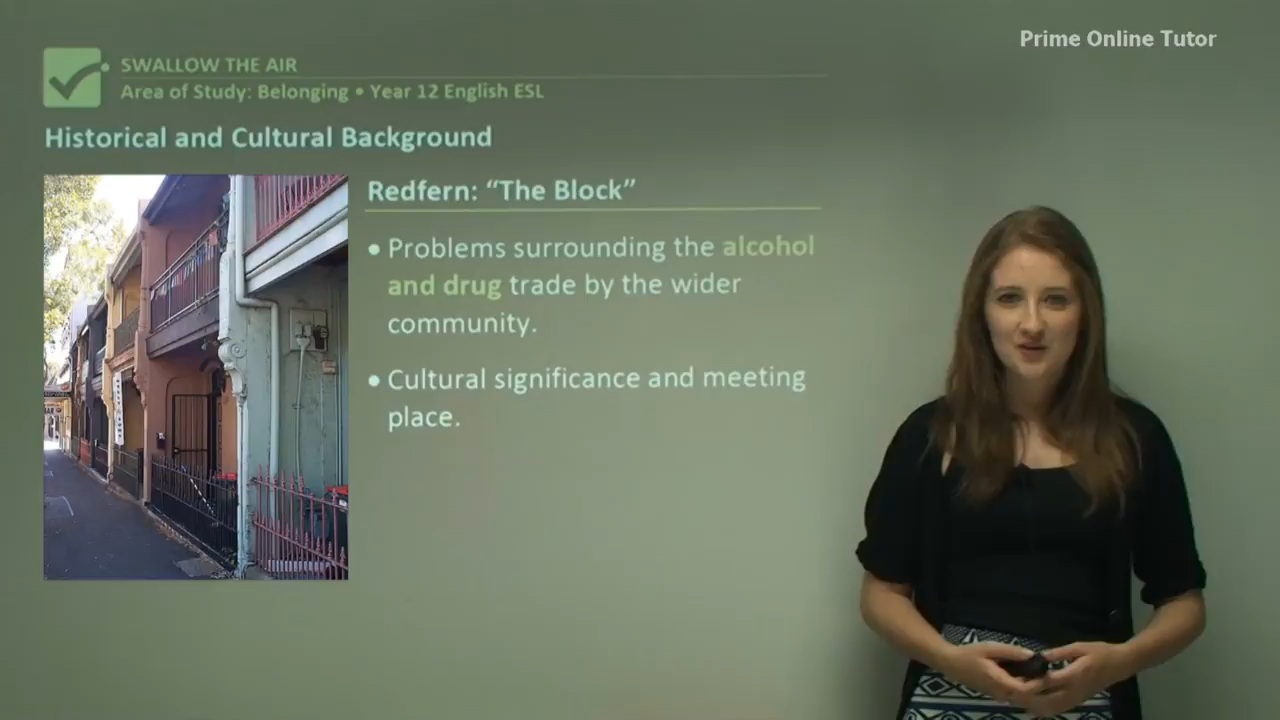 Prime Online Tutor
SWALLOW THE AIR
Area of Study: Belonging • Year 12 English ESL
Historical and Cultural Background
Redfern: “The Block”
• Problems surrounding the alcohol
and drug trade by the wider
community.
• Cultural significance and meeting
place.